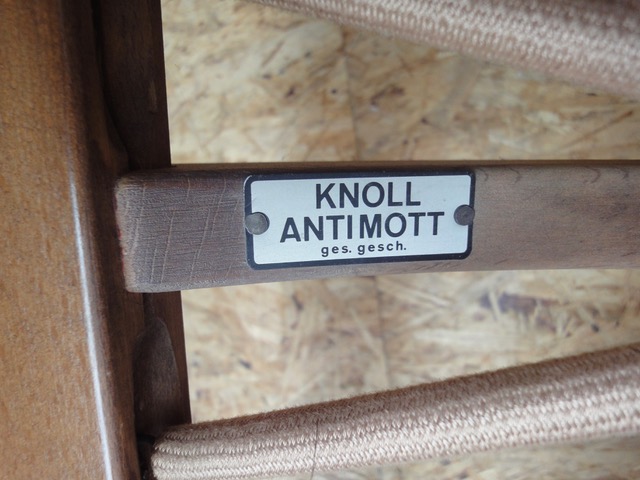 KNOLL
ANTIMOTT
ges. gesch.